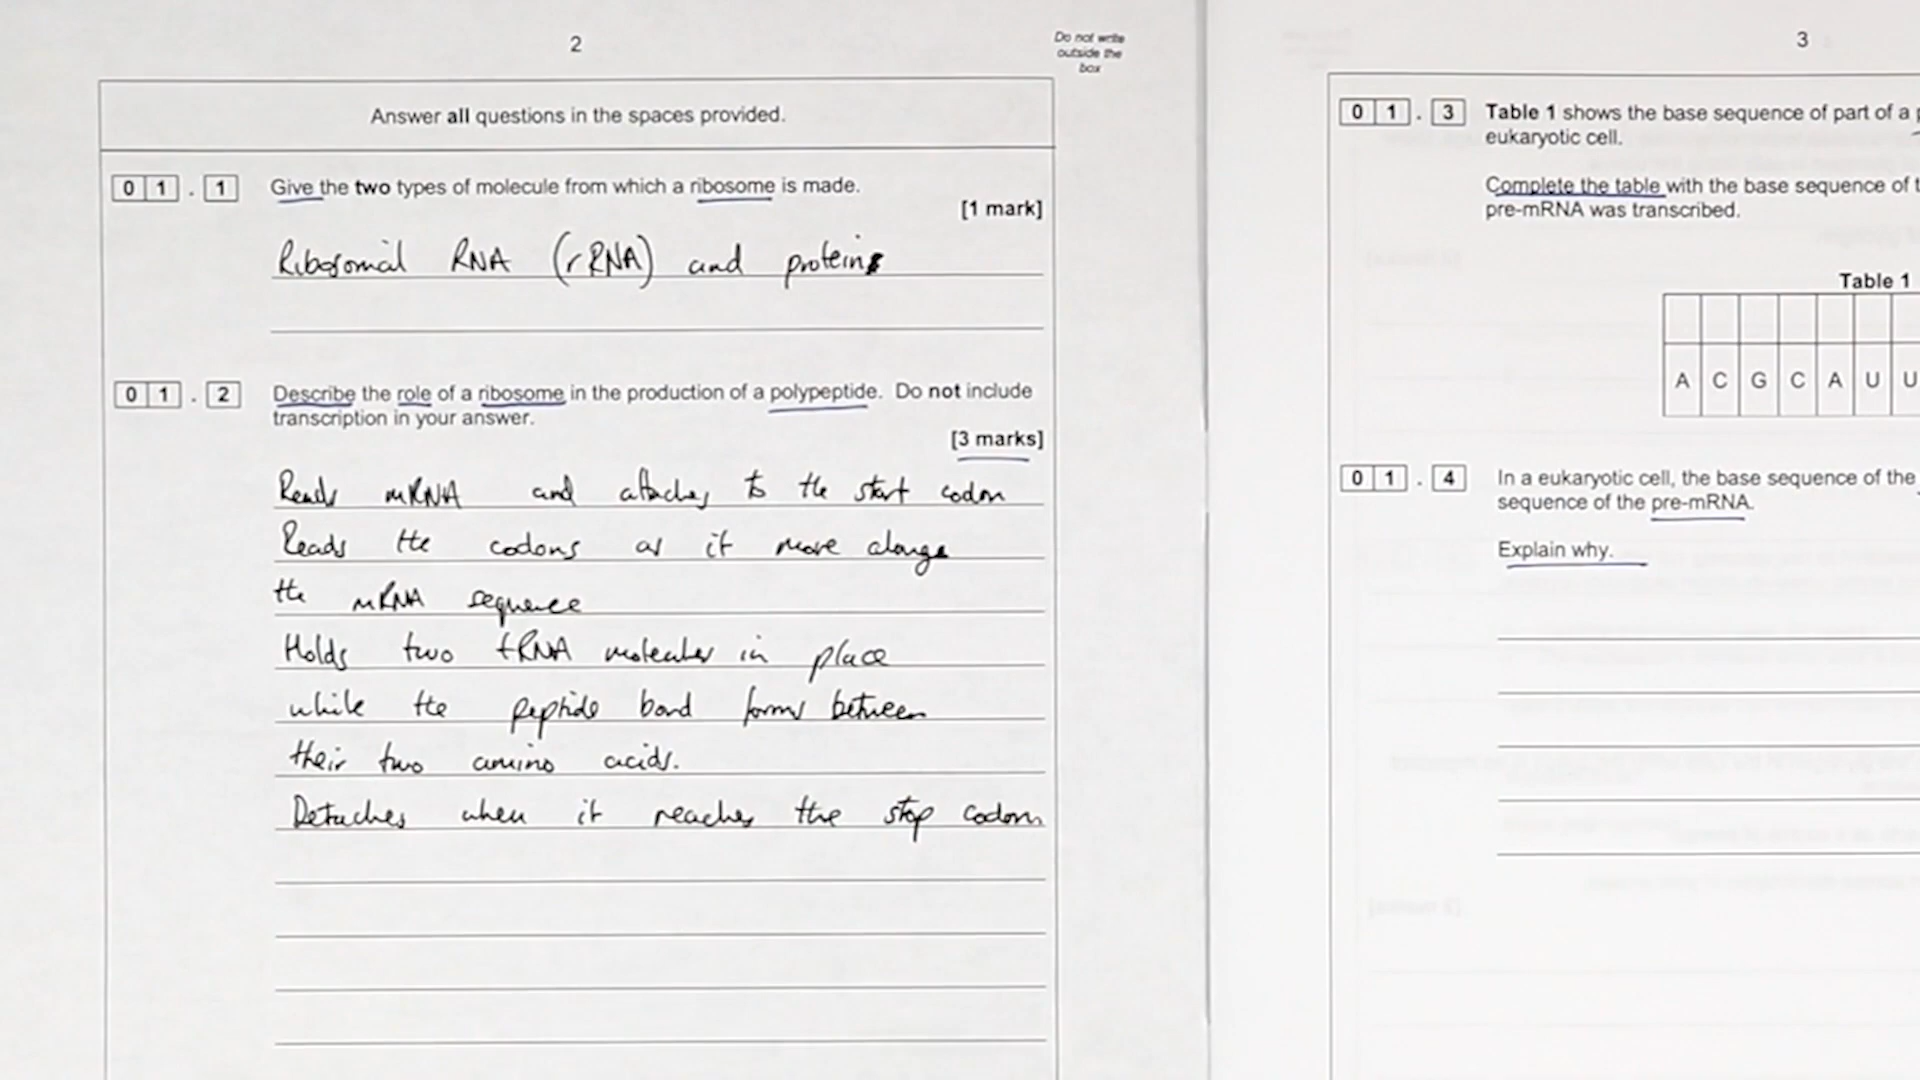 2
Do not write
outside the
box
Answer all questions in the spaces provided.
0 1 . 1 Give the two types of molecule from which a ribosome is made.
[1 mark]
Ribosomal RNA (rRNA) and proteins
0 1 . 2 Describe the role of a ribosome in the production of a polypeptide. Do not include
transcription in your answer.
[3 marks]
Reads mRNA and attaches to the start codon
Reads the codons as it move alonge
the mRNA sequence
Holds two tRNA molecules in place
while the peptide bond forms between
their two amino acids.
Detaches when it reaches the stop codon
3
0 1 . 3 Table 1 shows the base sequence of part of a
eukaryotic cell.
Complete the table with the base sequence of
pre-mRNA was transcribed.
Table 1
A C G C A U U
0 1 . 4 In a eukaryotic cell, the base sequence of the
sequence of the pre-mRNA.
Explain why.